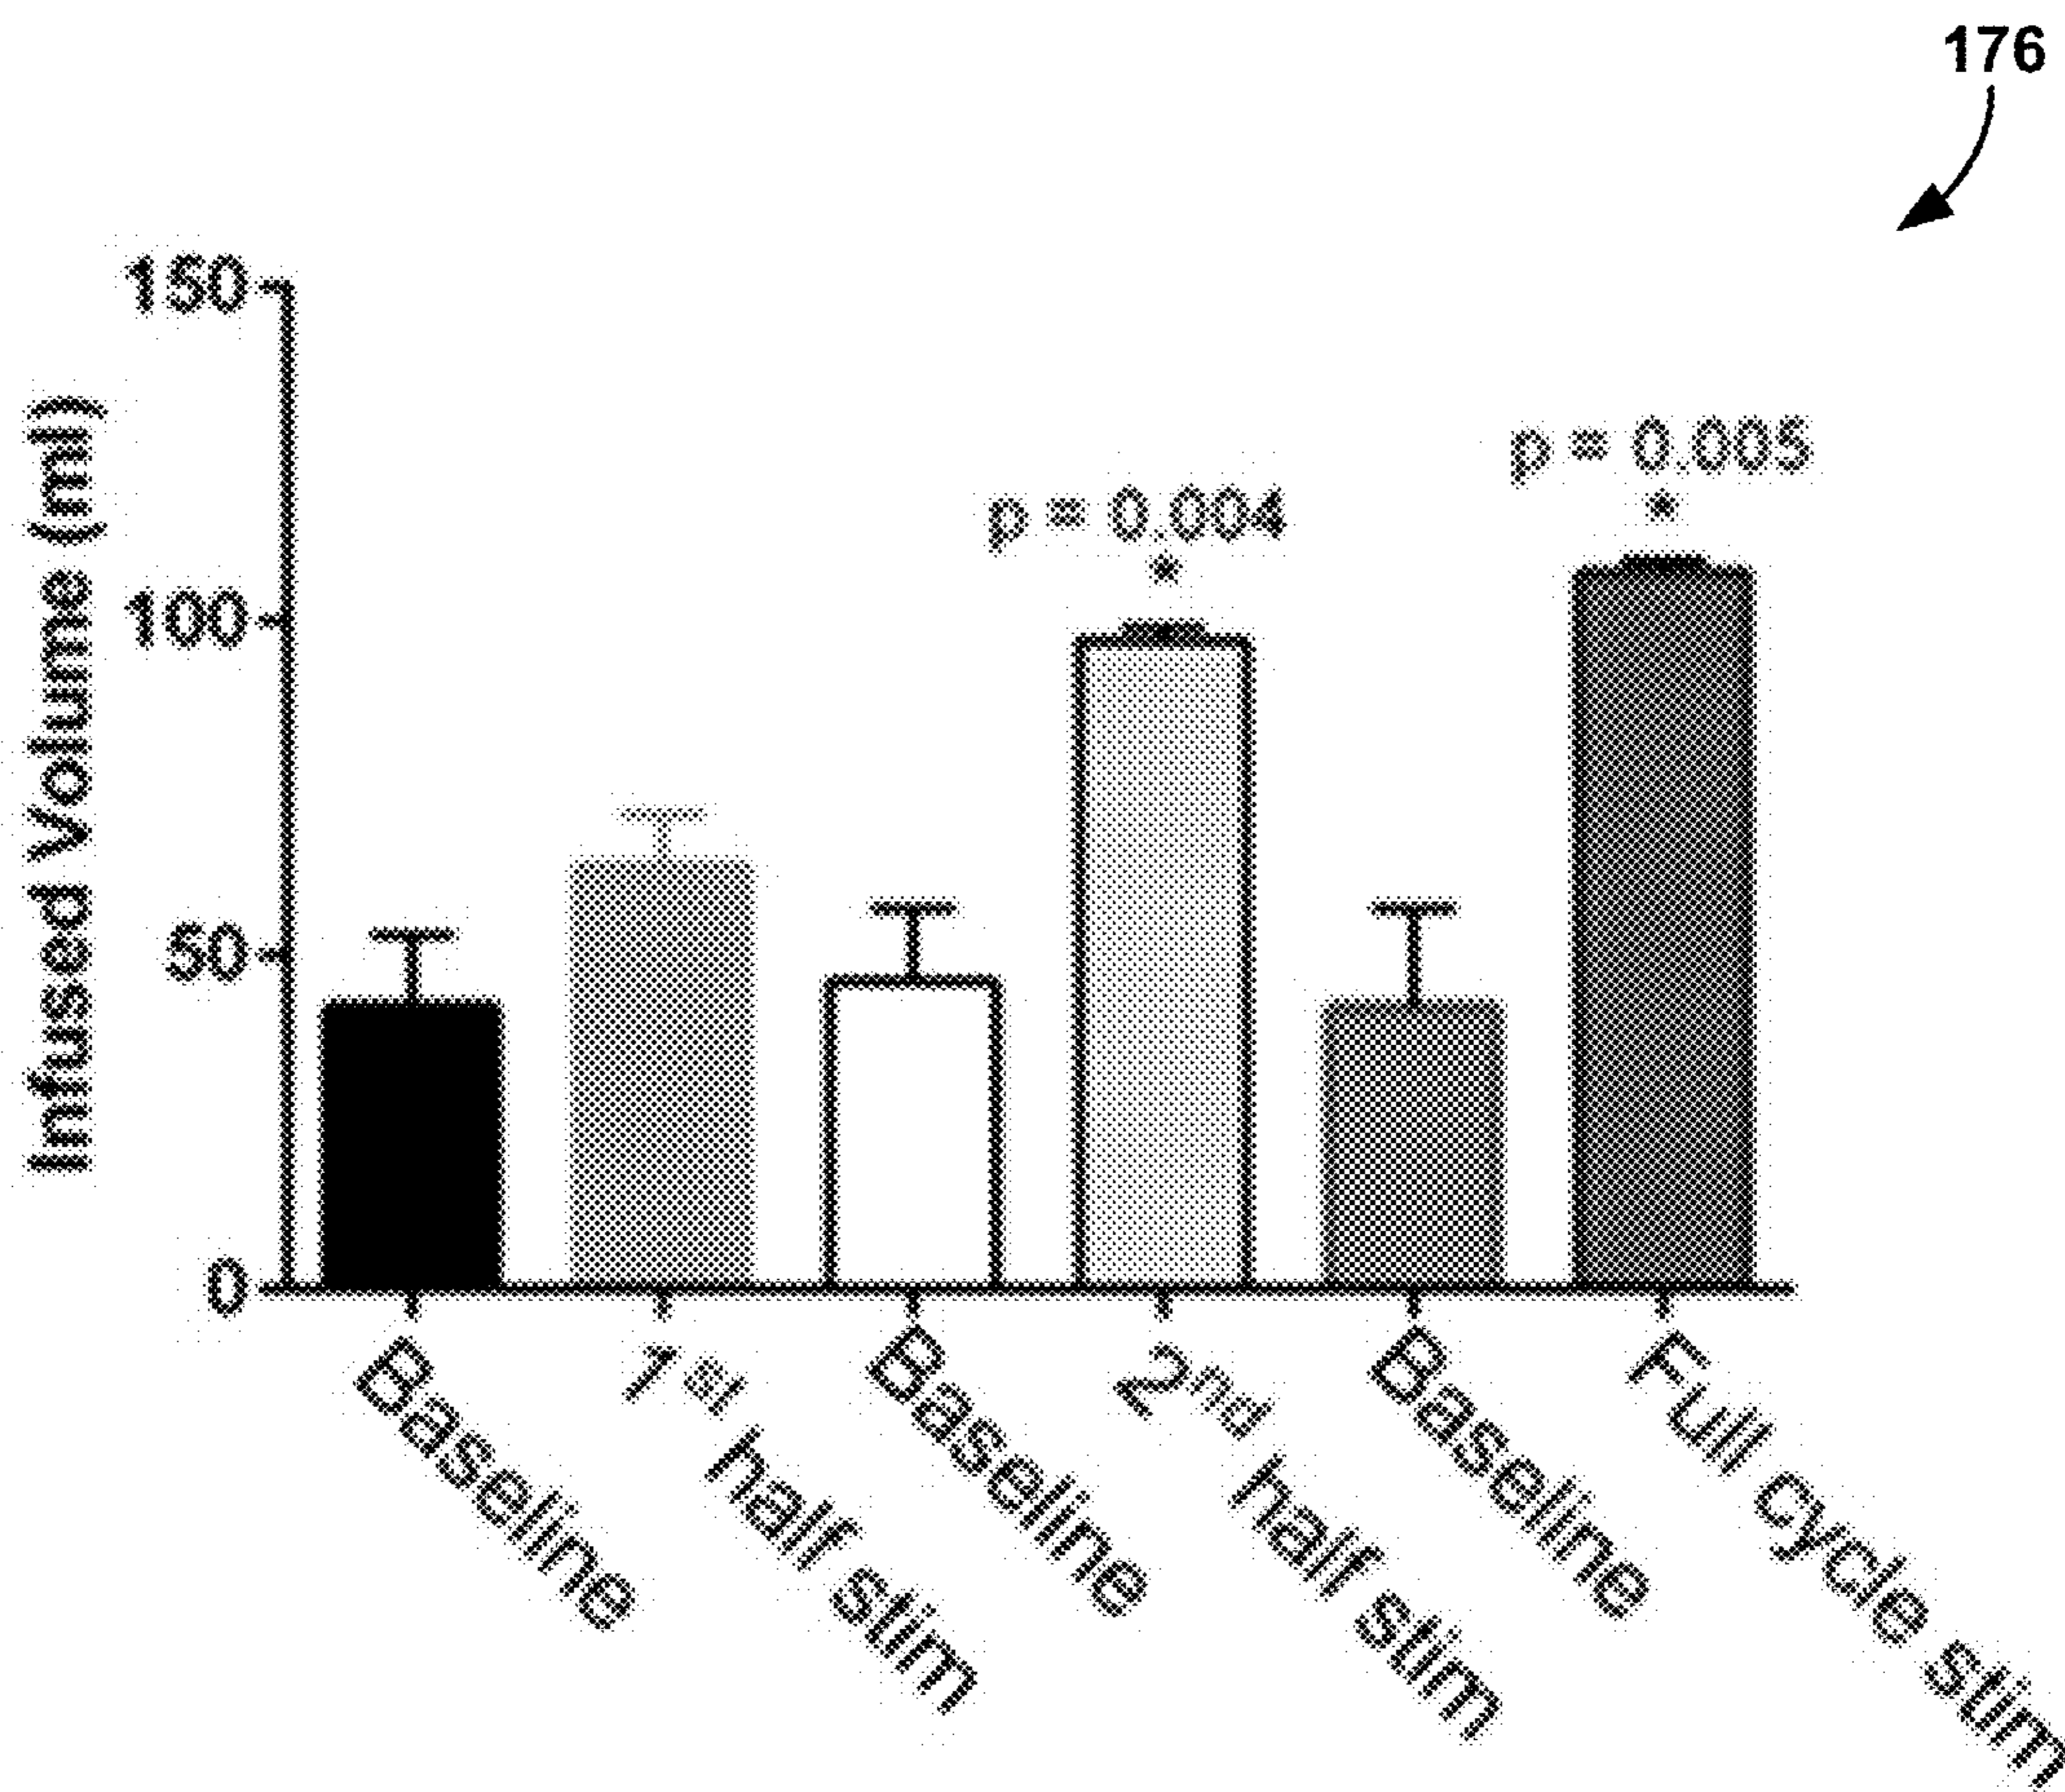 176
150
100
50
0
Infused Volume (ml)
p = 0.004
*
p = 0.005
*
Baseline
1st half stim
Baseline
2nd half stim
Baseline
Full cycle stim